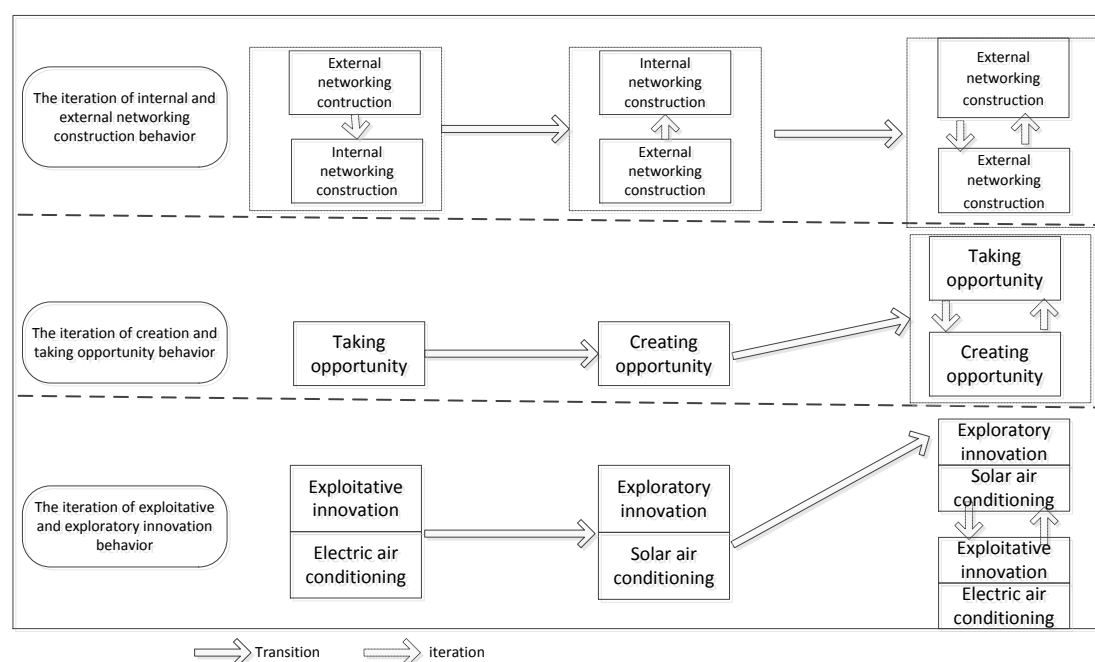 The iteration of internal and
external networking
construction behavior
External
networking
contruction
Internal
networking
construction
Internal
networking
construction
External
networking
construction
External
networking
construction
External
networking
construction
The iteration of creation and
taking opportunity behavior
Taking
opportunity
Creating
opportunity
Taking
opportunity
Creating
opportunity
The iteration of exploitative
and exploratory innovation
behavior
Exploitative
innovation
Electric air
conditioning
Exploratory
innovation
Solar air
conditioning
Exploratory
innovation
Solar air
conditioning
Exploitative
innovation
Electric air
conditioning
Transition
iteration